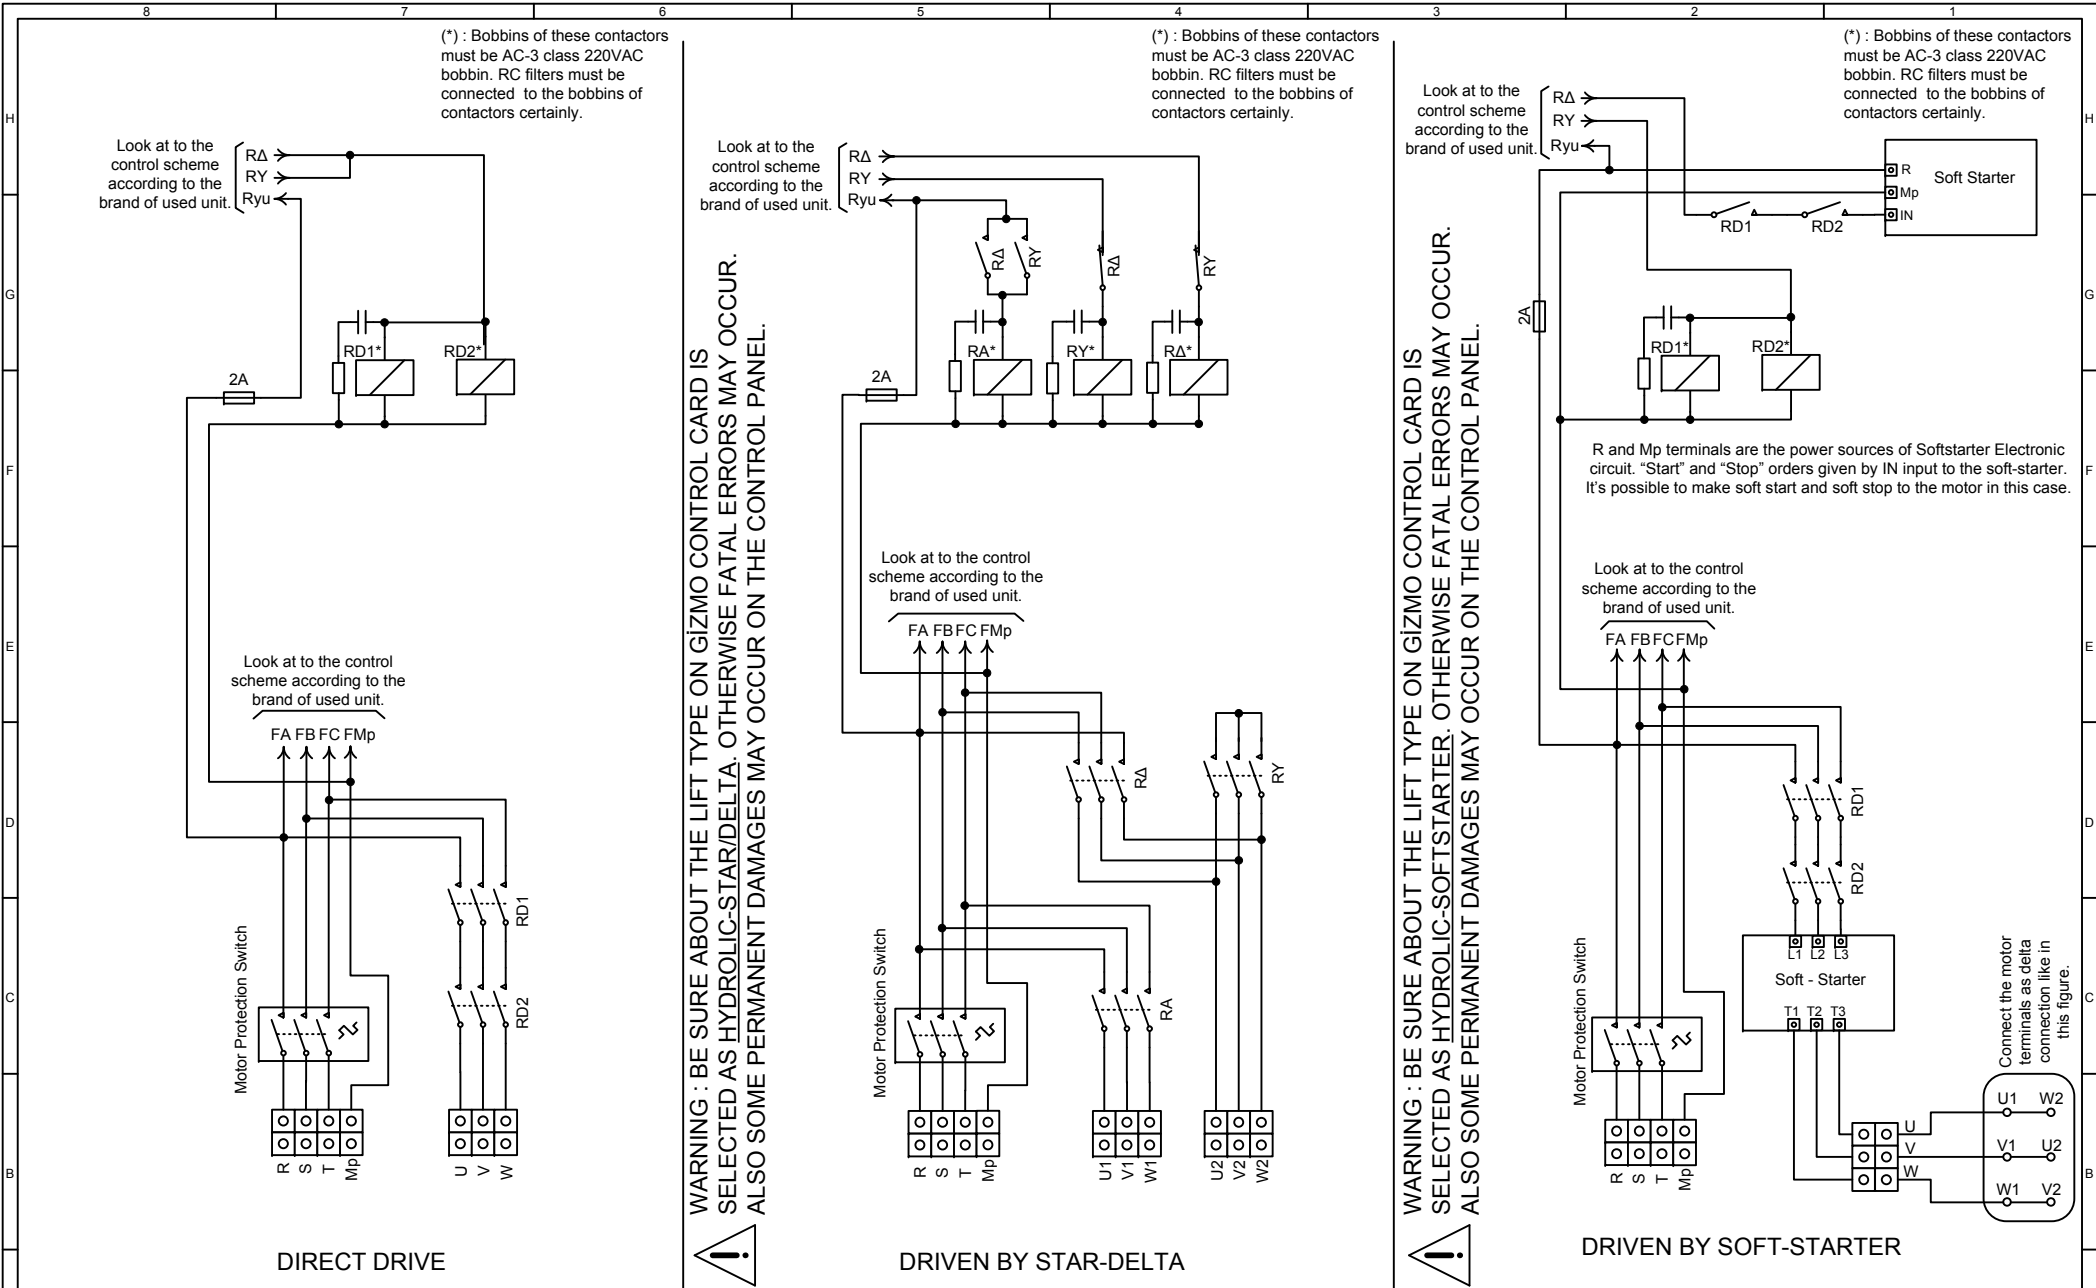 8 7 6 5 4 3 2 1
H
G
F
E
D
C
B
(*) : Bobbins of these contactors
must be AC-3 class 220VAC
bobbin. RC filters must be
connected to the bobbins of
contactors certainly.
Look at to the
control scheme
according to the
brand of used unit.
RΔ
RY
Ryu
RD1*
RD2*
2A
Look at to the control
scheme according to the
brand of used unit.
FA FB FC FMp
RD1
RD2
Motor Protection Switch
R S T Mp
U V W
DIRECT DRIVE
WARNING : BE SURE ABOUT THE LIFT TYPE ON GİZMO CONTROL CARD IS
SELECTED AS HYDROLIC-STAR/DELTA. OTHERWISE FATAL ERRORS MAY OCCUR.
ALSO SOME PERMANENT DAMAGES MAY OCCUR ON THE CONTROL PANEL.
!
(*) : Bobbins of these contactors
must be AC-3 class 220VAC
bobbin. RC filters must be
connected to the bobbins of
contactors certainly.
Look at to the
control scheme
according to the
brand of used unit.
RΔ
RY
Ryu
RΔ
RY
RΔ
RY
RA*
RY*
RΔ*
2A
Look at to the control
scheme according to the
brand of used unit.
FA FB FC FMp
RΔ
RY
RA
Motor Protection Switch
R S T Mp
U1 V1 W1
U2 V2 W2
DRIVEN BY STAR-DELTA
WARNING : BE SURE ABOUT THE LIFT TYPE ON GİZMO CONTROL CARD IS
SELECTED AS HYDROLIC-SOFTSTARTER. OTHERWISE FATAL ERRORS MAY OCCUR.
ALSO SOME PERMANENT DAMAGES MAY OCCUR ON THE CONTROL PANEL.
!
(*) : Bobbins of these contactors
must be AC-3 class 220VAC
bobbin. RC filters must be
connected to the bobbins of
contactors certainly.
Look at to the
control scheme
according to the
brand of used unit.
RΔ
RY
Ryu
R
Mp
IN
Soft Starter
RD1
RD2
2A
RD1*
RD2*
R and Mp terminals are the power sources of Softstarter Electronic
circuit. “Start” and “Stop” orders given by IN input to the soft-starter.
It’s possible to make soft start and soft stop to the motor in this case.
Look at to the control
scheme according to the
brand of used unit.
FA FB FC FMp
RD1
RD2
L1 L2 L3
Soft - Starter
T1 T2 T3
Motor Protection Switch
R S T Mp
U
V
W
Connect the motor
terminals as delta
connection like in
this figure.
U1 W2
V1 U2
W1 V2
DRIVEN BY SOFT-STARTER
H
G
F
E
D
C
B